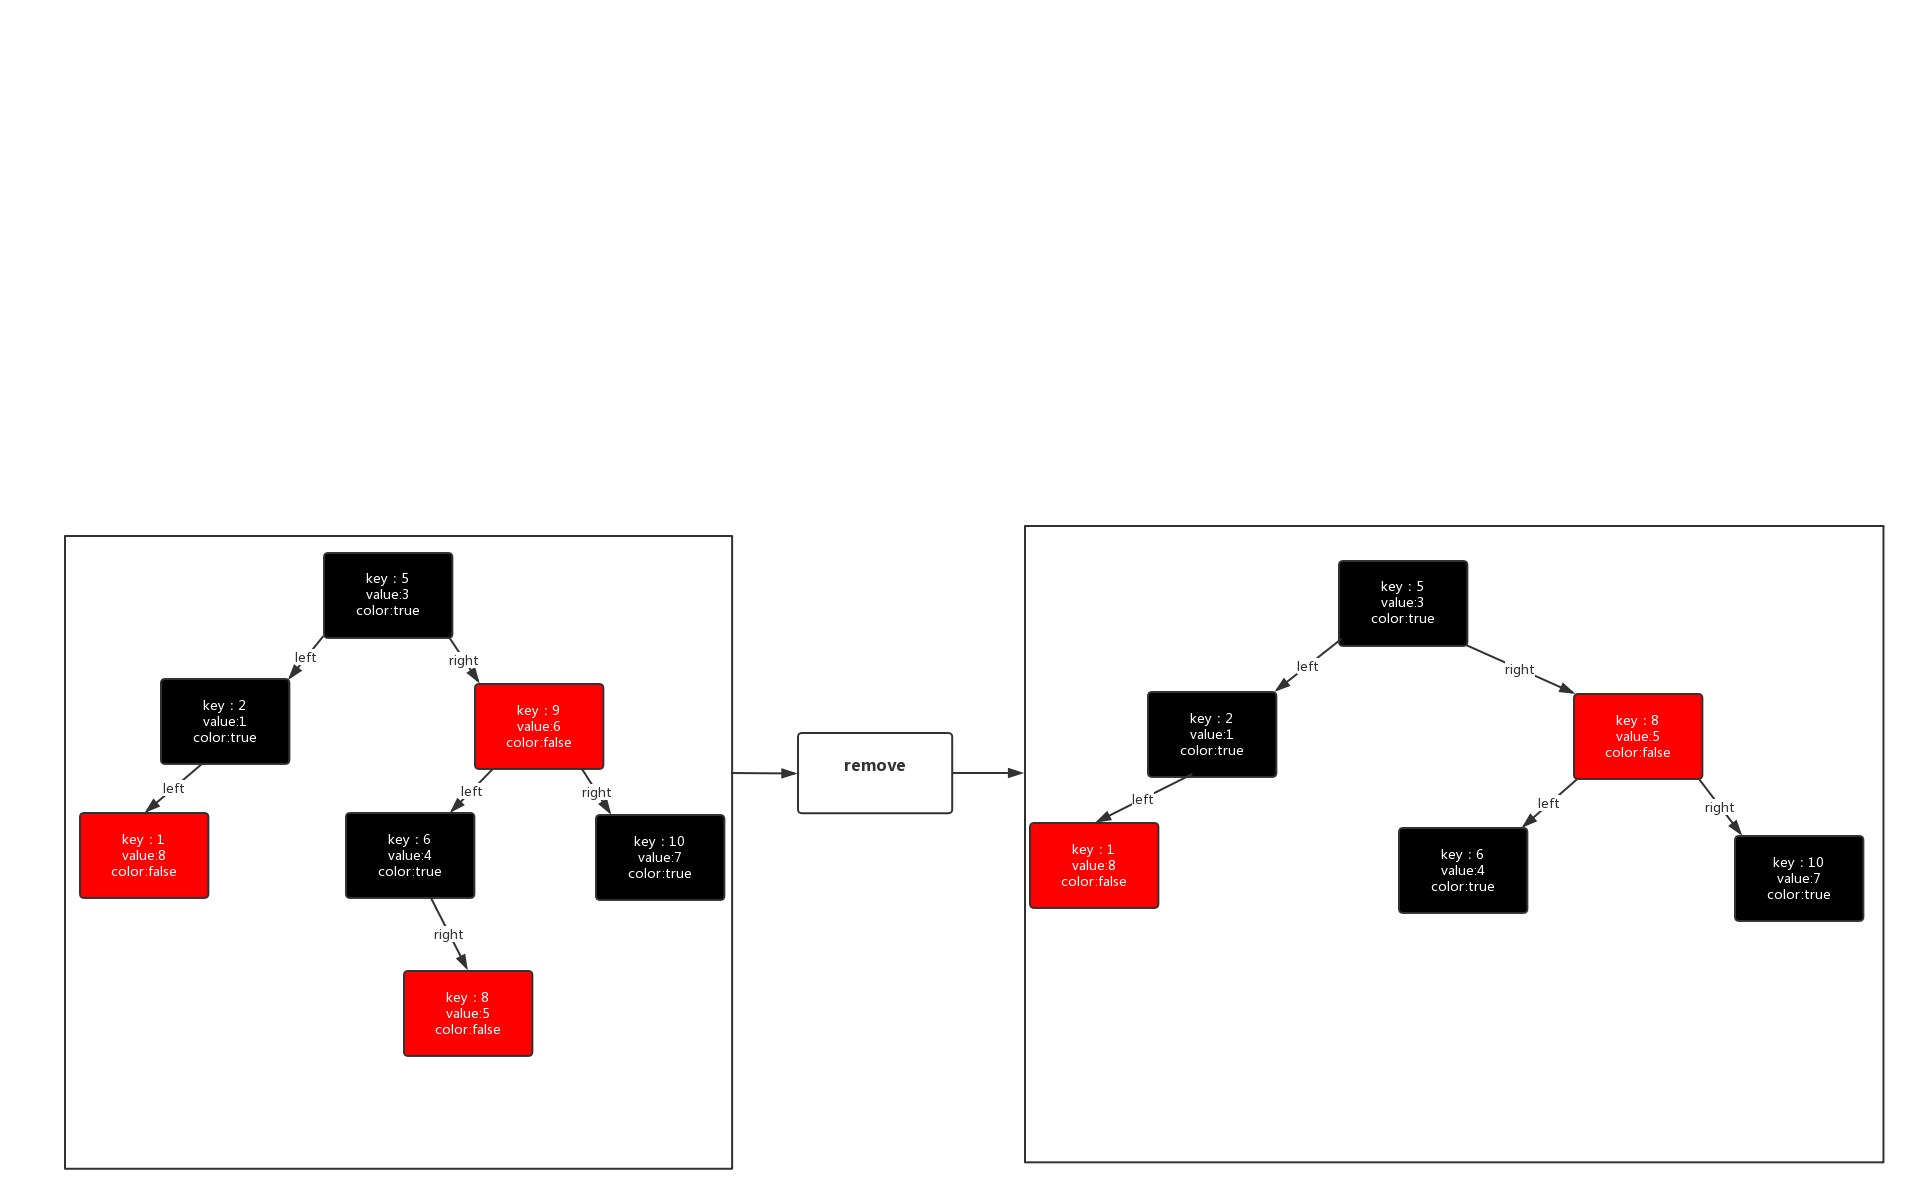 key：5
value:3
color:true
left
right
key：2
value:1
color:true
key：9
value:6
color:false
left
left
right
key：1
value:8
color:false
key：6
value:4
color:true
key：10
value:7
color:true
right
key：8
value:5
color:false
remove
key：5
value:3
color:true
left
right
key：2
value:1
color:true
key：8
value:5
color:false
left
left
right
key：1
value:8
color:false
key：6
value:4
color:true
key：10
value:7
color:true